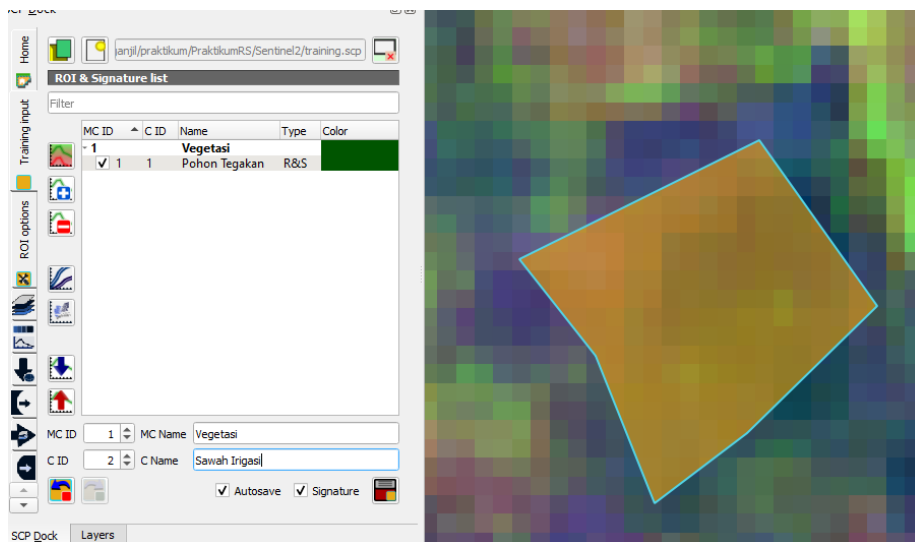 SCP Dock
Home
Training input
ROI options
ganjil/praktikum/PraktikumRS/Sentinel2/training.scp
ROI & Signature list
Filter
MC ID C ID Name Type Color
1 Vegetasi
1 1 Pohon Tegakan R&S
MC ID 1 MC Name Vegetasi
C ID 2 C Name Sawah Irigasi
Autosave Signature
SCP Dock Layers